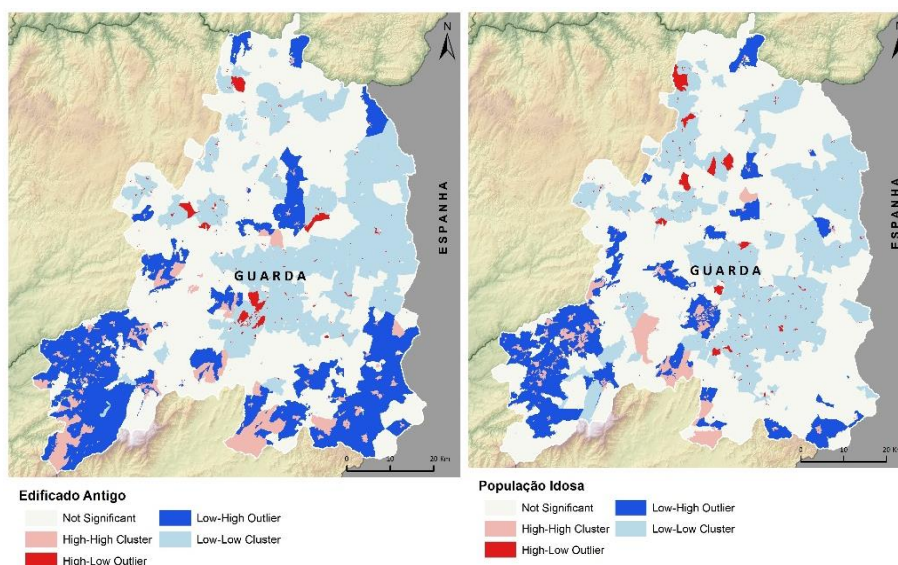 N
ESPANHA
GUARDA
0 10 20 Km
Edificado Antigo
Not Significant
High-High Cluster
High-Low Outlier
Low-High Outlier
Low-Low Cluster
N
ESPANHA
GUARDA
0 10 20 Km
População Idosa
Not Significant
High-High Cluster
High-Low Outlier
Low-High Outlier
Low-Low Cluster